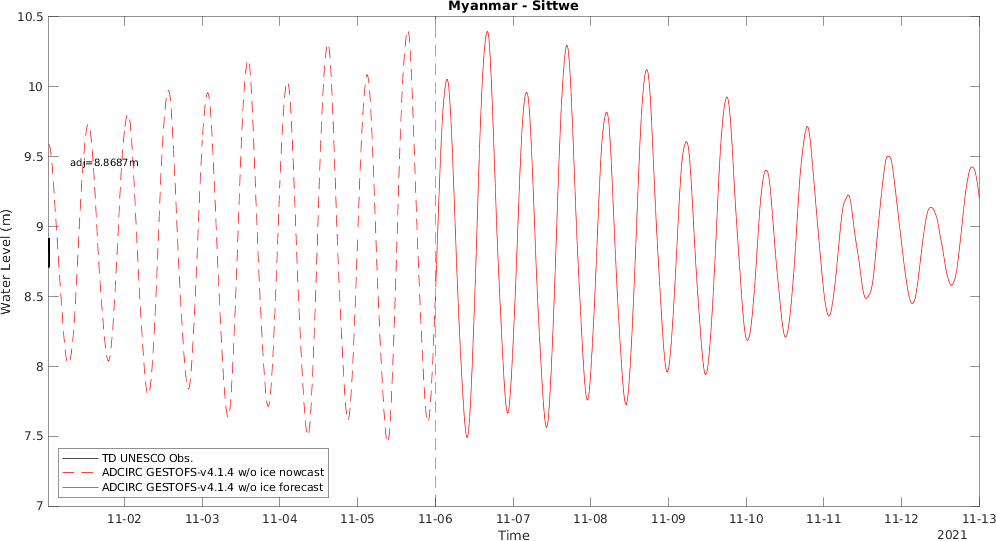 Myanmar - Sittwe
10.5
10
9.5
9
8.5
8
7.5
7
Water Level (m)
adj=8.8687m
TD UNESCO Obs.
ADCIRC GESTOFS-v4.1.4 w/o ice nowcast
ADCIRC GESTOFS-v4.1.4 w/o ice forecast
11-02 11-03 11-04 11-05 11-06 11-07 11-08 11-09 11-10 11-11 11-12 11-13
Time
2021